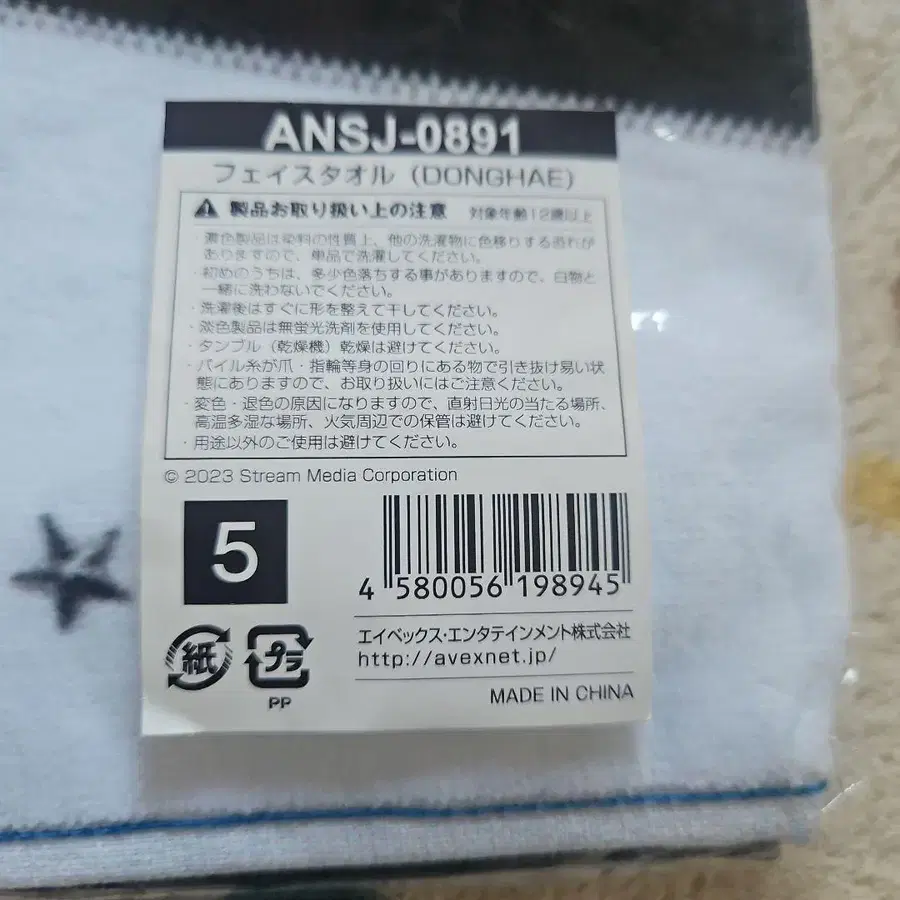 ANSJ-0891
フェイスタオル（DONGHAE）
製品お取り扱い上の注意 対象年齢12歳以上
・濃色製品は染料の性質上、他の洗濯物に色移りする恐れが
ありますので、単品で洗濯してください。
・初めのうちは、多少色落ちする事がありますので、白物と
一緒に洗わないでください。
・洗濯後はすぐに形を整えて干してください。
・淡色製品は無蛍光洗剤を使用してください。
・タンブル（乾燥機）乾燥は避けてください。
・パイル糸が爪・指輪等身の回りにある物で引き抜け易い状
態にありますので、お取り扱いにはご注意ください。
・変色・退色の原因になりますので、直射日光の当たる場所、
高温多湿な場所、火気周辺での保管は避けてください。
・用途以外のご使用は避けてください。
© 2023 Stream Media Corporation
5
4 580056 198945
エイベックス・エンタテインメント株式会社
http://avexnet.jp/
紙
プラ
PP
MADE IN CHINA